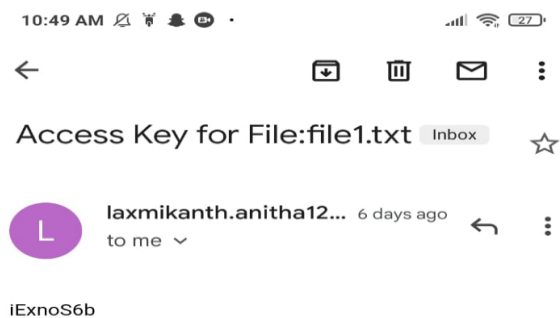 10:49 AM
27
Access Key for File:file1.txt Inbox
L
laxmikanth.anitha12... 6 days ago
to me
iExnoS6b